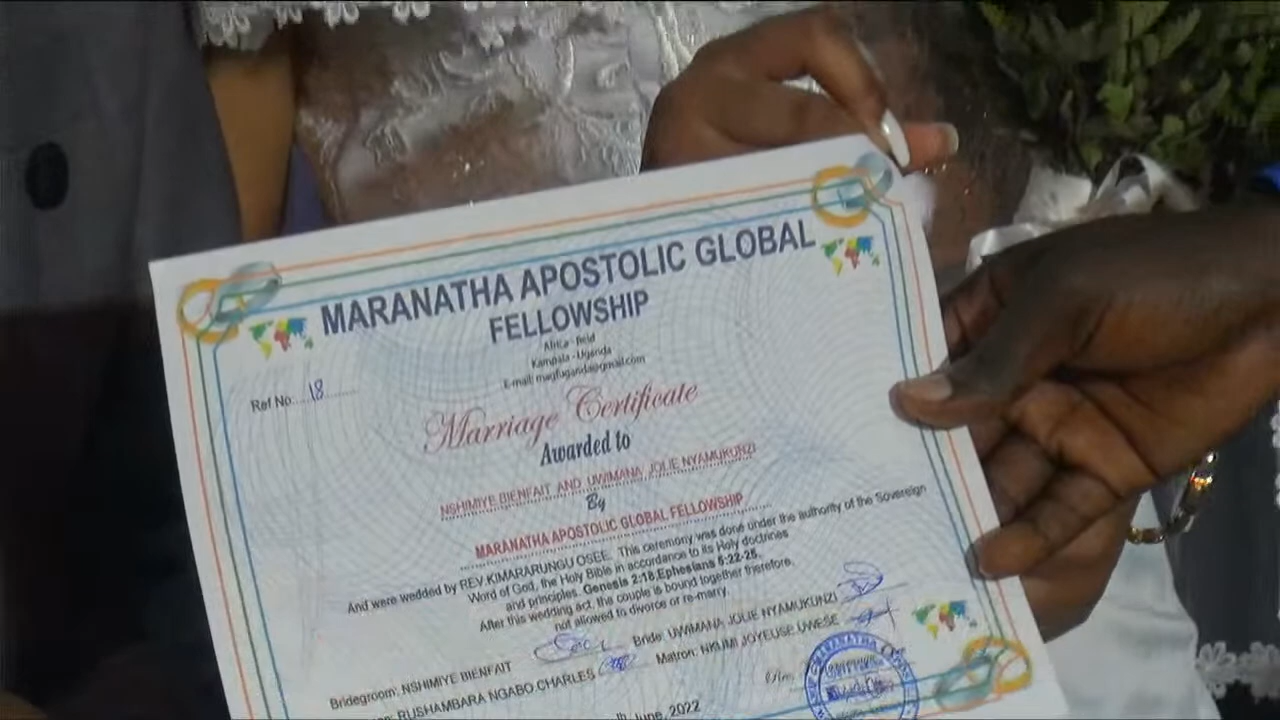 MARANATHA APOSTOLIC GLOBAL
FELLOWSHIP
Africa - field
Kampala - Uganda
E-mail: magfuganda@gmail.com
Ref No:....18..........
Marriage Certificate
Awarded to
NSHIMIYE BIENFAIT AND UWIMANA JOLIE NYAMUKUNZI
By
MARANATHA APOSTOLIC GLOBAL FELLOWSHIP
And were wedded by REV.KIMARARUNGU OSEE. This ceremony was done under the authority of the Sovereign
Word of God, the Holy Bible in accordance to its Holy doctrines
and principles. Genesis 2:18,Ephesians 5:22-25.
After this wedding act, the couple is bound together therefore,
not allowed to divorce or re-marry.
Bridegroom: NSHIMIYE BIENFAIT Bride: UWIMANA JOLIE NYAMUKUNZI
RUSHAMBARA NGABO CHARLES Matron: NKUMI JOYEUSE UWESE
June, 2022